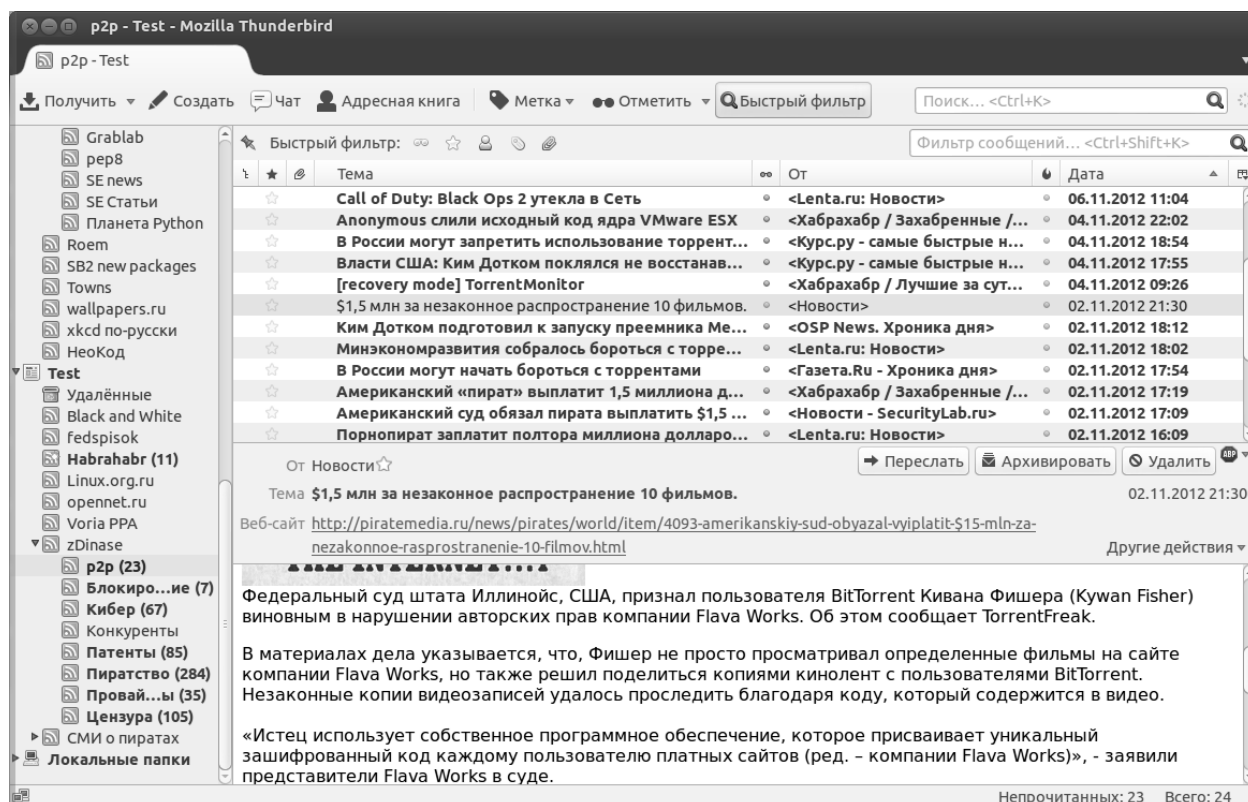 p2p - Test - Mozilla Thunderbird
p2p - Test
Получить Создать Чат Адресная книга Метка Отметить Быстрый фильтр Поиск... <Ctrl+K>
Grablab
pep8
SE news
SE Статьи
Планета Python
Roem
SB2 new packages
Towns
wallpapers.ru
xkcd по-русски
НеоКод
Test
Удалённые
Black and White
fedspisok
Habrahabr (11)
Linux.org.ru
opennet.ru
Voria PPA
zDinase
p2p (23)
Блокиро...ие (7)
Кибер (67)
Конкуренты
Патенты (85)
Пиратство (284)
Провай...ы (35)
Цензура (105)
СМИ о пиратах
Локальные папки
Быстрый фильтр: Фильтр сообщений... <Ctrl+Shift+K>
Тема От Дата
Call of Duty: Black Ops 2 утекла в Сеть <Lenta.ru: Новости> 06.11.2012 11:04
Anonymous слили исходный код ядра VMware ESX <Хабрахабр / Захабренные /... 04.11.2012 22:02
В России могут запретить использование торрент... <Курс.ру - самые быстрые н... 04.11.2012 18:54
Власти США: Ким Дотком поклялся не восстанав... <Курс.ру - самые быстрые н... 04.11.2012 17:55
[recovery mode] TorrentMonitor <Хабрахабр / Лучшие за сут... 04.11.2012 09:26
$1,5 млн за незаконное распространение 10 фильмов. <Новости> 02.11.2012 21:30
Ким Дотком подготовил к запуску преемника Me... <OSP News. Хроника дня> 02.11.2012 18:12
Минэкономразвития собралось бороться с торре... <Lenta.ru: Новости> 02.11.2012 18:02
В России могут начать бороться с торрентами <Газета.Ru - Хроника дня> 02.11.2012 17:54
Американский «пират» выплатит 1,5 миллиона д... <Хабрахабр / Захабренные /... 02.11.2012 17:19
Американский суд обязал пирата выплатить $1,5 ... <Новости - SecurityLab.ru> 02.11.2012 17:09
Порнопират заплатит полтора миллиона долларо... <Lenta.ru: Новости> 02.11.2012 16:09
От Новости Переслать Архивировать Удалить ABP
Тема $1,5 млн за незаконное распространение 10 фильмов. 02.11.2012 21:30
Веб-сайт http://piratemedia.ru/news/pirates/world/item/4093-amerikanskiy-sud-obyazal-vyiplatit-$15-mln-za-
nezakonnoe-rasprostranenie-10-filmov.html Другие действия
THE INTERNET...?
Федеральный суд штата Иллинойс, США, признал пользователя BitTorrent Кивана Фишера (Kywan Fisher)
виновным в нарушении авторских прав компании Flava Works. Об этом сообщает TorrentFreak.
В материалах дела указывается, что, Фишер не просто просматривал определенные фильмы на сайте
компании Flava Works, но также решил поделиться копиями кинолент с пользователями BitTorrent.
Незаконные копии видеозаписей удалось проследить благодаря коду, который содержится в видео.
«Истец использует собственное программное обеспечение, которое присваивает уникальный
зашифрованный код каждому пользователю платных сайтов (ред. – компании Flava Works)», - заявили
представители Flava Works в суде.
Непрочитанных: 23 Всего: 24